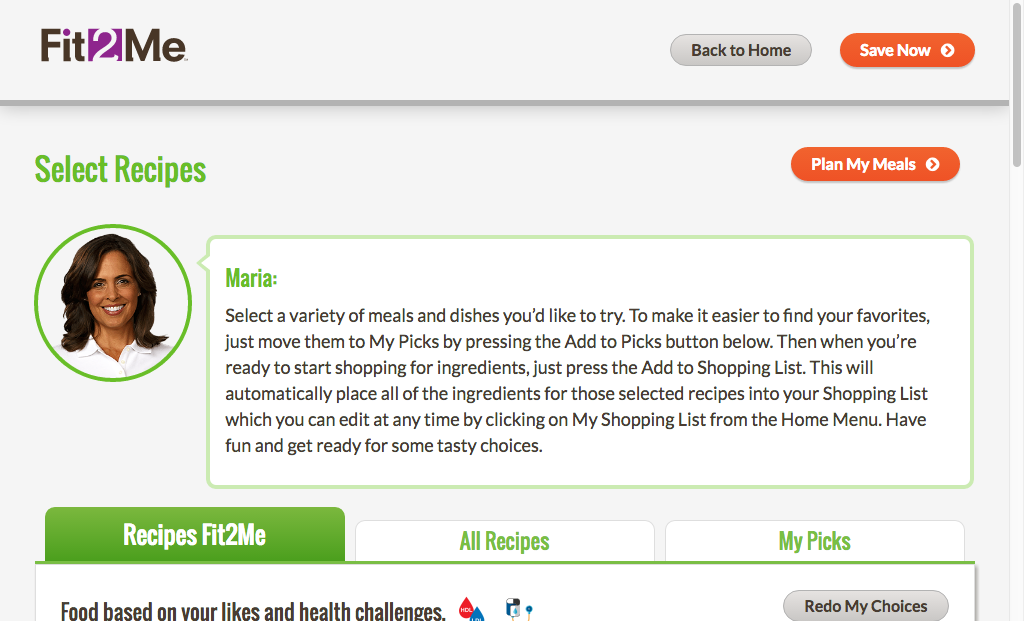 Fit2Me
Back to Home
Save Now
Select Recipes
Plan My Meals
Maria:
Select a variety of meals and dishes you'd like to try. To make it easier to find your favorites,
just move them to My Picks by pressing the Add to Picks button below. Then when you're
ready to start shopping for ingredients, just press the Add to Shopping List. This will
automatically place all of the ingredients for those selected recipes into your Shopping List
which you can edit at any time by clicking on My Shopping List from the Home Menu. Have
fun and get ready for some tasty choices.
Recipes Fit2Me
All Recipes
My Picks
Food based on your likes and health challenges.
HDL
Redo My Choices